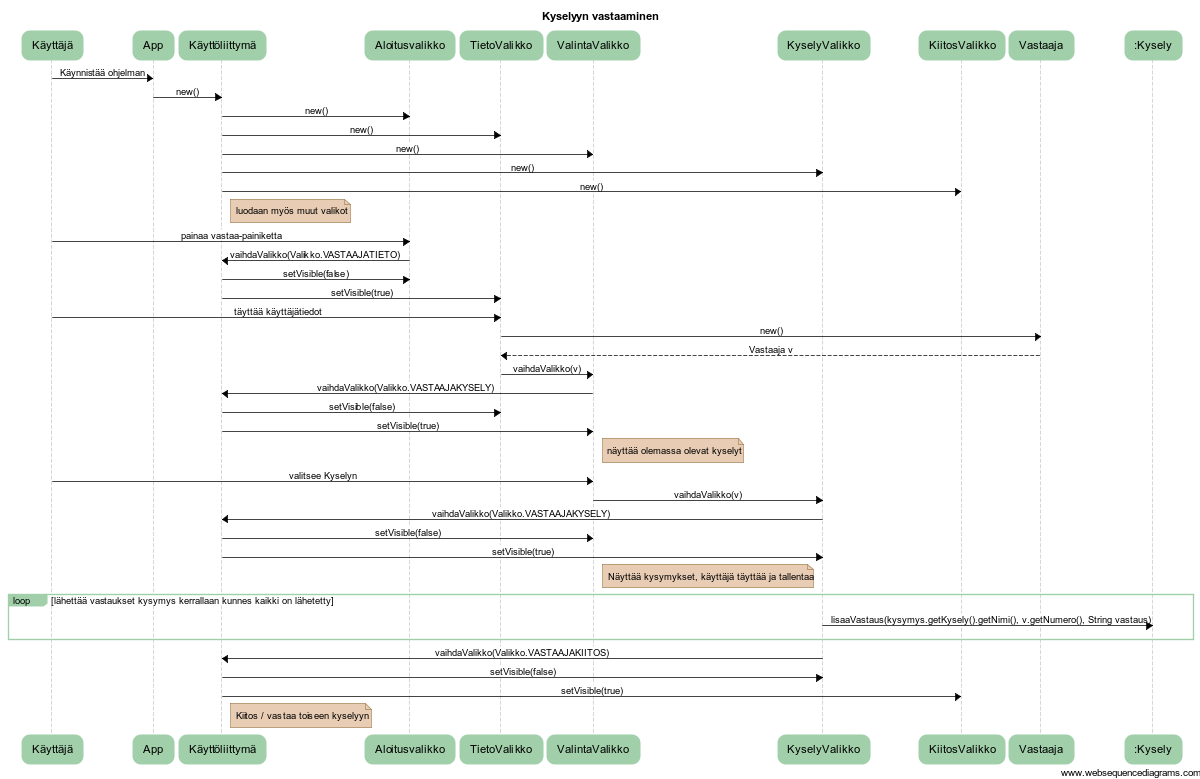 Kyselyyn vastaaminen
Käyttäjä
App
Käyttöliittymä
Aloitusvalikko
TietoValikko
ValintaValikko
KyselyValikko
KiitosValikko
Vastaaja
:Kysely
Käynnistää ohjelman
new()
new()
new()
new()
new()
new()
luodaan myös muut valikot
painaa vastaa-painiketta
vaihdaValikko(Valikko.VASTAAJATIETO)
setVisible(false)
setVisible(true)
täyttää käyttäjätiedot
new()
Vastaaja v
vaihdaValikko(v)
vaihdaValikko(Valikko.VASTAAJAKYSELY)
setVisible(false)
setVisible(true)
näyttää olemassa olevat kyselyt
valitsee Kyselyn
vaihdaValikko(v)
vaihdaValikko(Valikko.VASTAAJAKYSELY)
setVisible(false)
setVisible(true)
Näyttää kysymykset, käyttäjä täyttää ja tallentaa
loop
[lähettää vastaukset kysymys kerrallaan kunnes kaikki on lähetetty]
lisaaVastaus(kysymys.getKysely().getNimi(), v.getNumero(), String vastaus)
vaihdaValikko(Valikko.VASTAAJAKIITOS)
setVisible(false)
setVisible(true)
Kiitos / vastaa toiseen kyselyyn
Käyttäjä
App
Käyttöliittymä
Aloitusvalikko
TietoValikko
ValintaValikko
KyselyValikko
KiitosValikko
Vastaaja
:Kysely
www.websequencediagrams.com